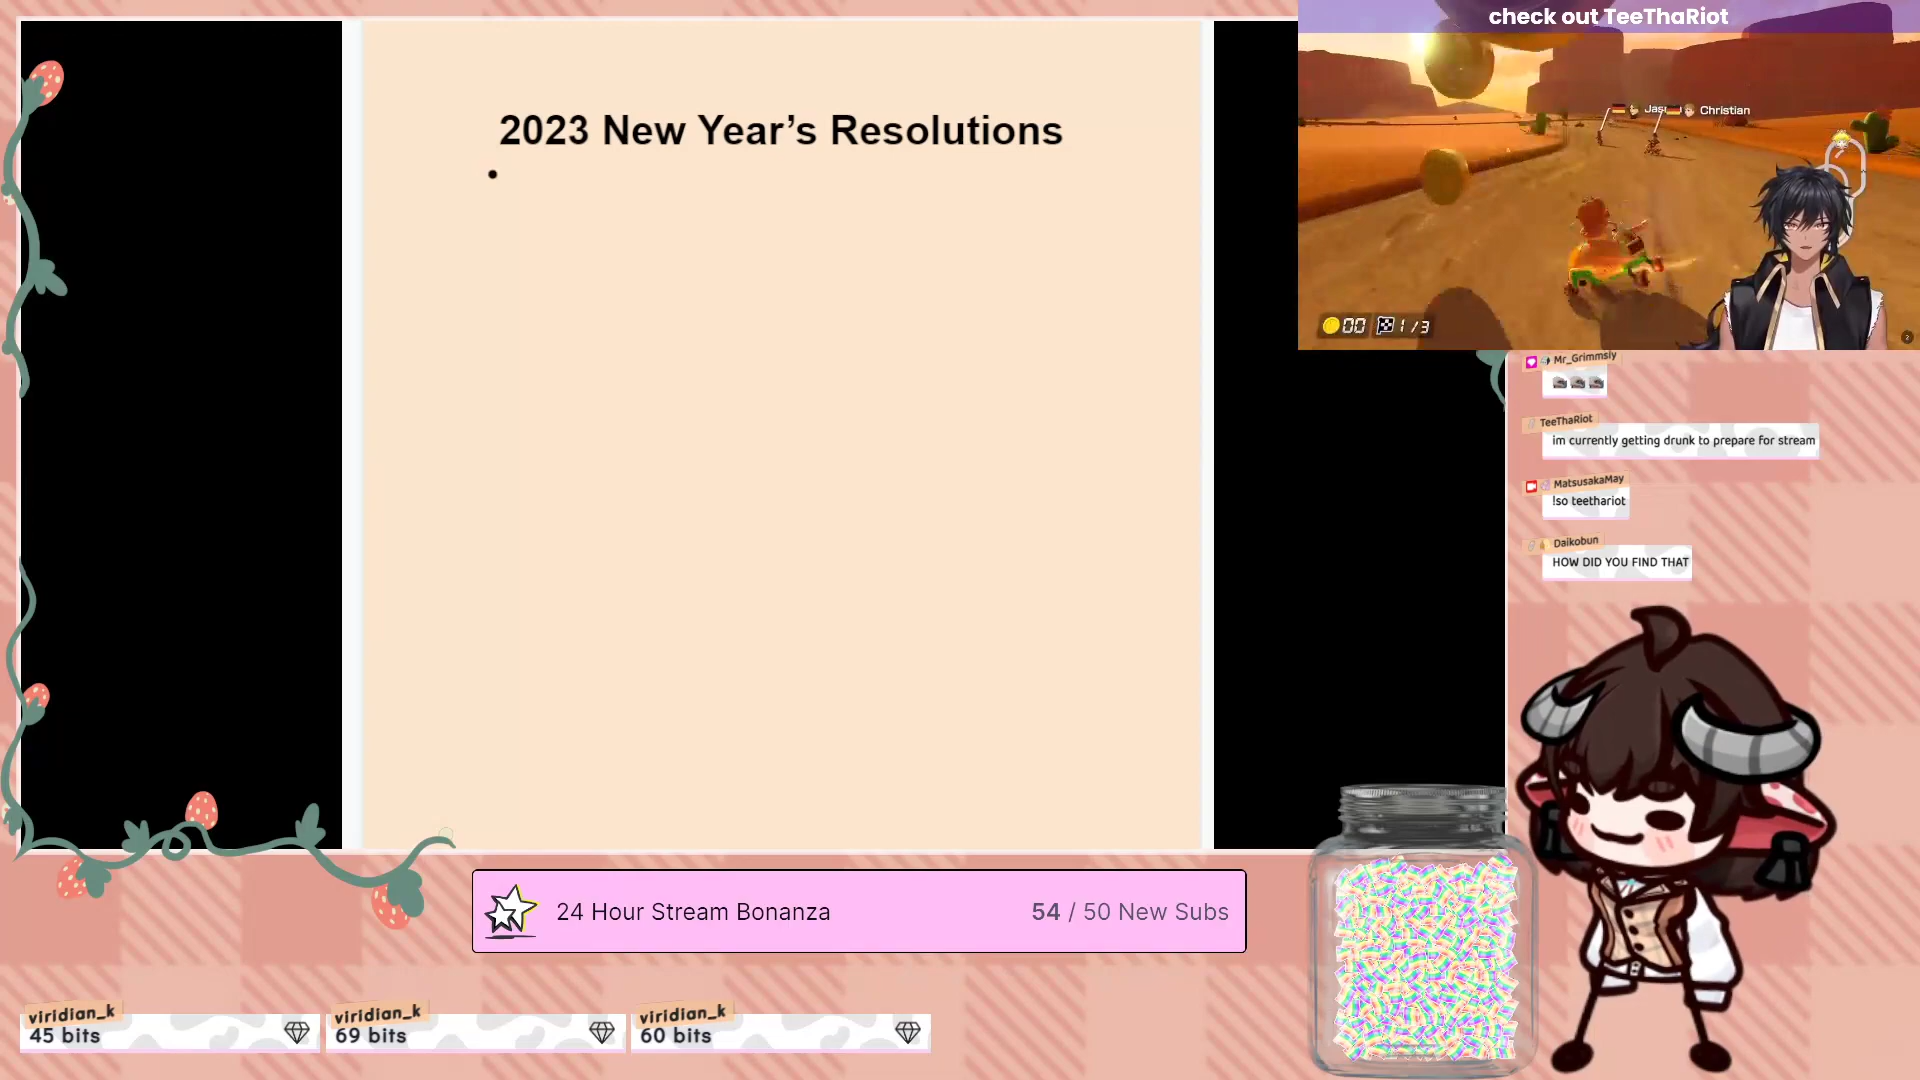 check out TeeThaRiot
2023 New Year’s Resolutions
•
Christian
00 1/3
Mr_Grimmsly
TeeThaRiot
im currently getting drunk to prepare for stream
MatsusakaMay
!so teethariot
Daikobun
HOW DID YOU FIND THAT
24 Hour Stream Bonanza 54 / 50 New Subs
viridian_k
45 bits
viridian_k
69 bits
viridian_k
60 bits